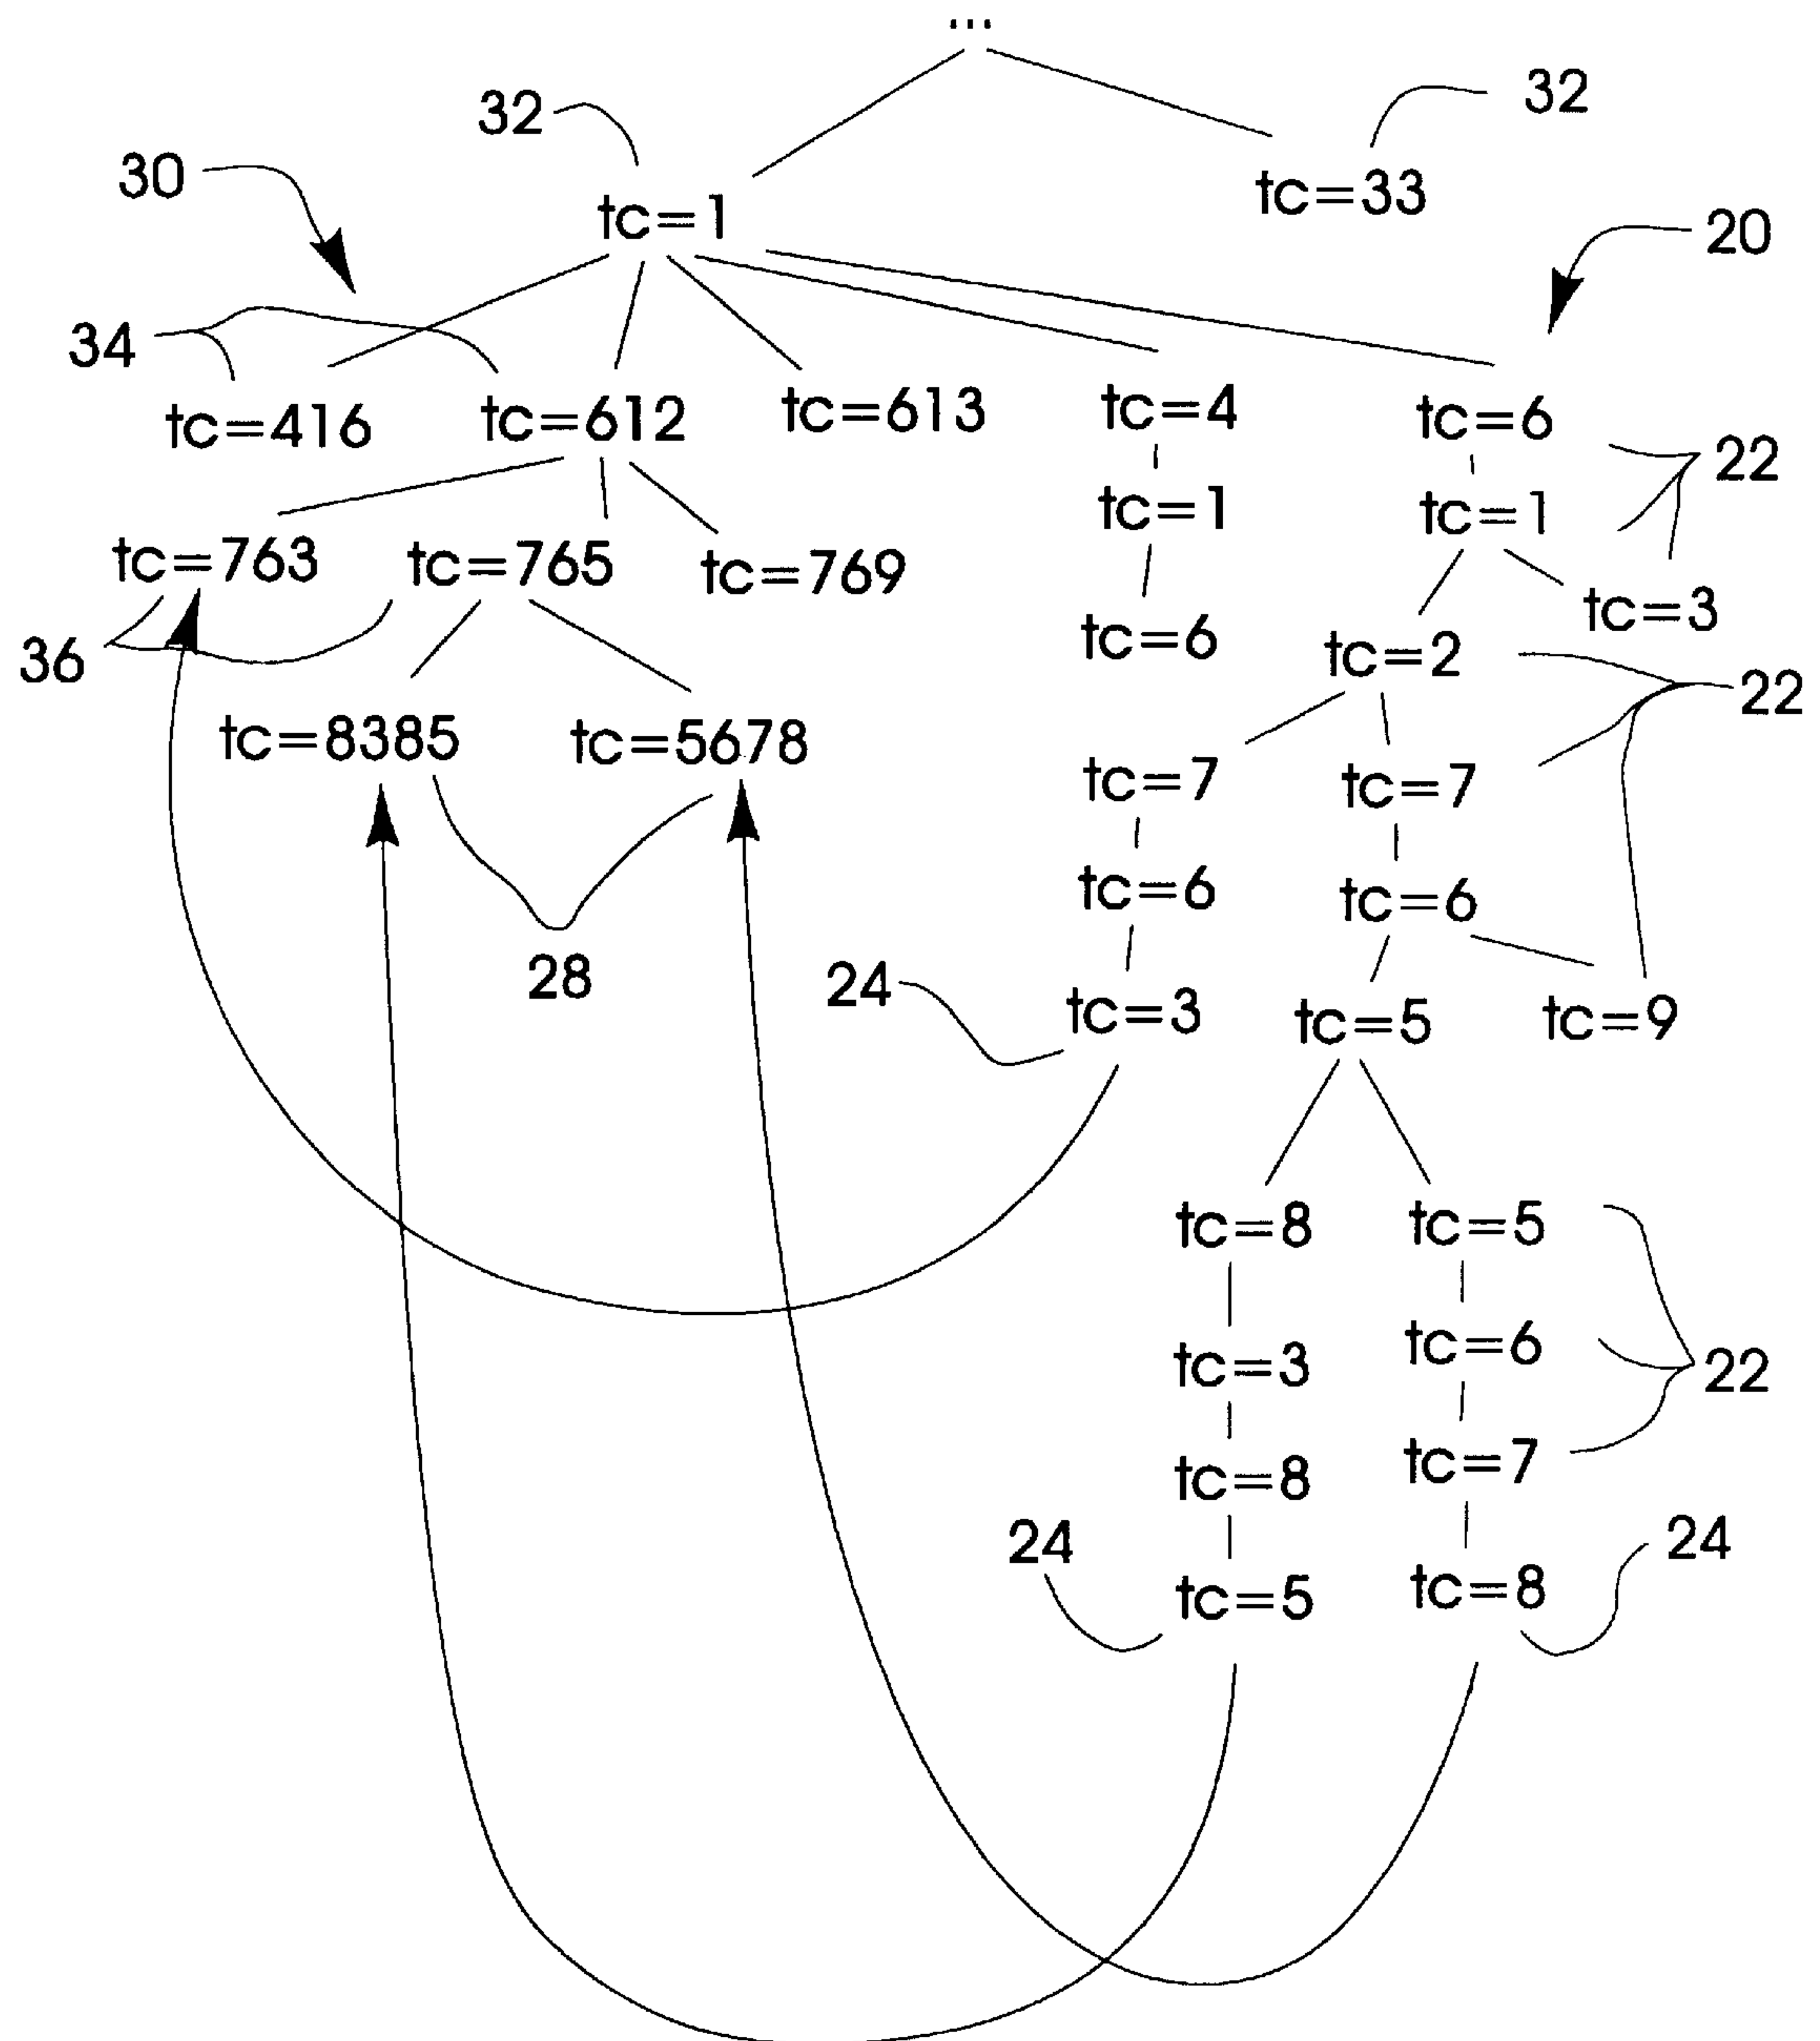 ...
32
32
30
tc=1
tc=33
20
34
tc=416
tc=612
tc=613
tc=4
tc=6
22
tc=1
tc=1
tc=763
tc=765
tc=769
tc=3
36
tc=6
tc=2
22
tc=8385
tc=5678
tc=7
tc=7
tc=6
tc=6
28
24
tc=3
tc=5
tc=9
tc=8
tc=5
tc=3
tc=6
22
tc=8
tc=7
24
24
tc=5
tc=8